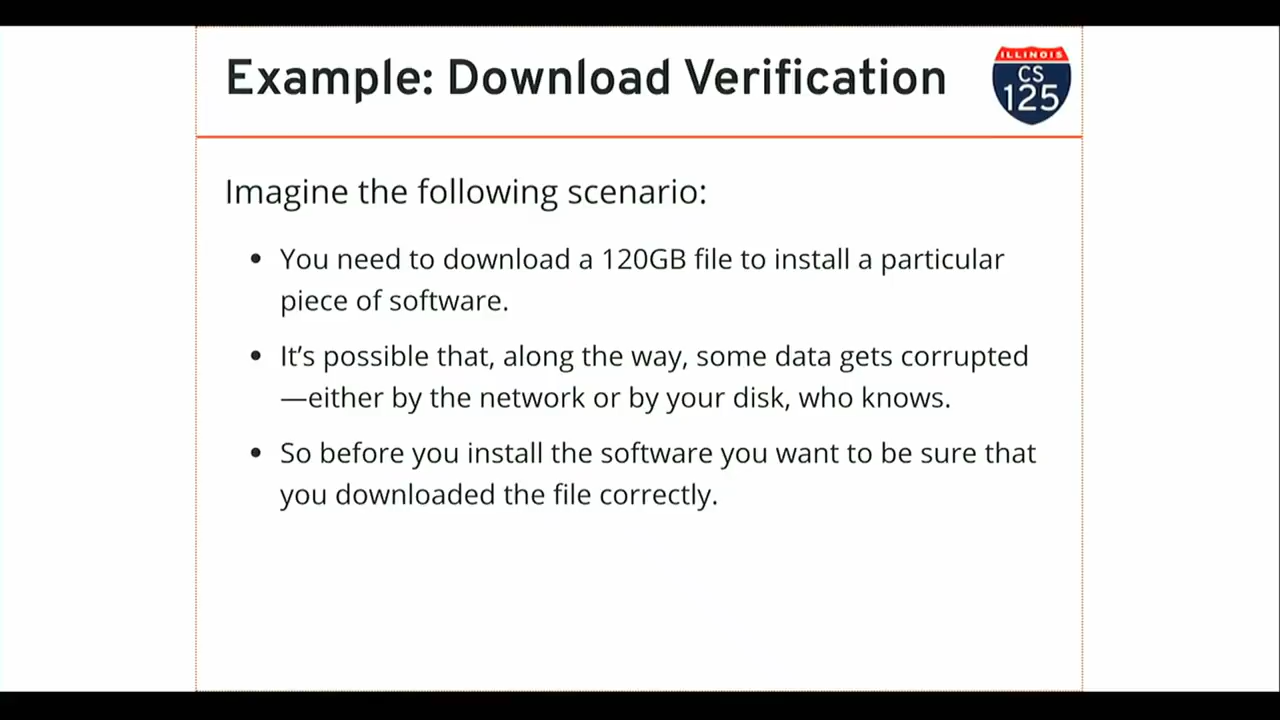 Example: Download Verification
ILLINOIS
CS
125
Imagine the following scenario:
• You need to download a 120GB file to install a particular
piece of software.
• It’s possible that, along the way, some data gets corrupted
—either by the network or by your disk, who knows.
• So before you install the software you want to be sure that
you downloaded the file correctly.